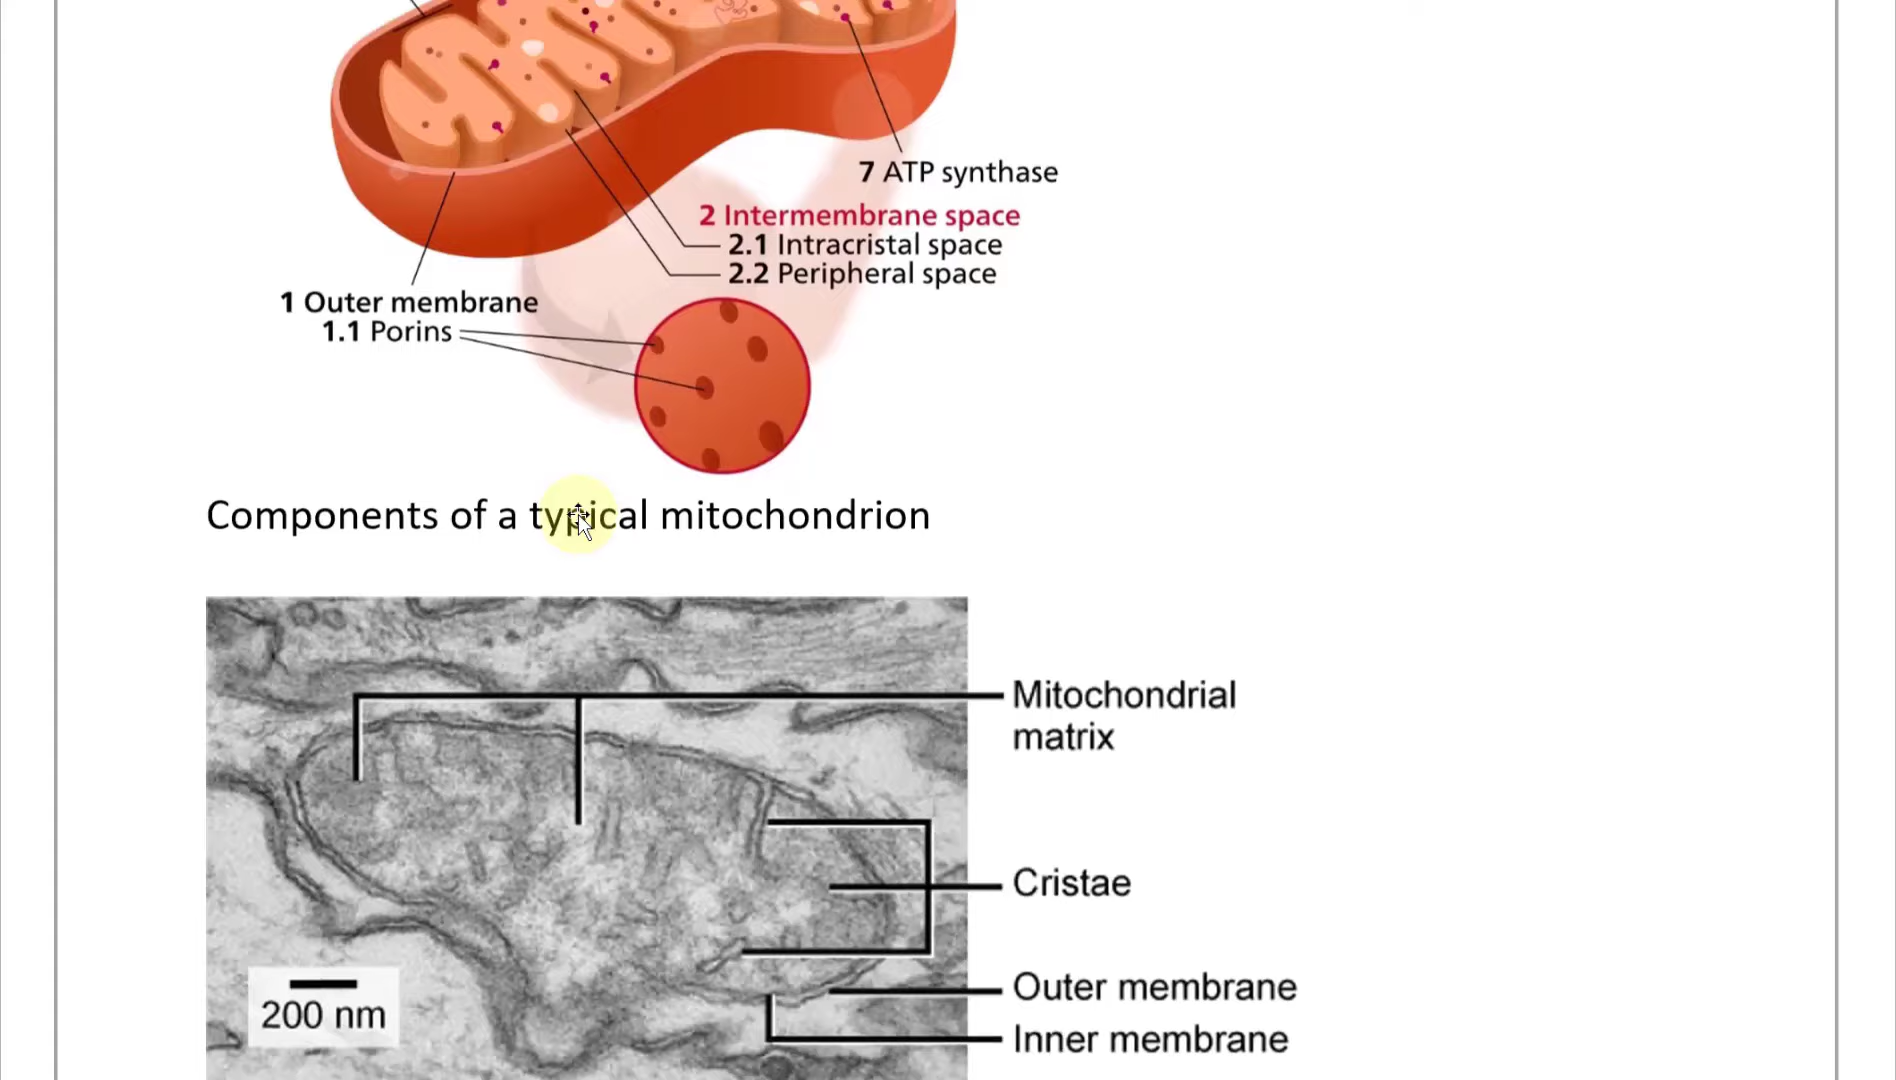 7 ATP synthase
2 Intermembrane space
2.1 Intracristal space
2.2 Peripheral space
1 Outer membrane
1.1 Porins
Components of a typical mitochondrion
Mitochondrial
matrix
Cristae
Outer membrane
Inner membrane
200 nm